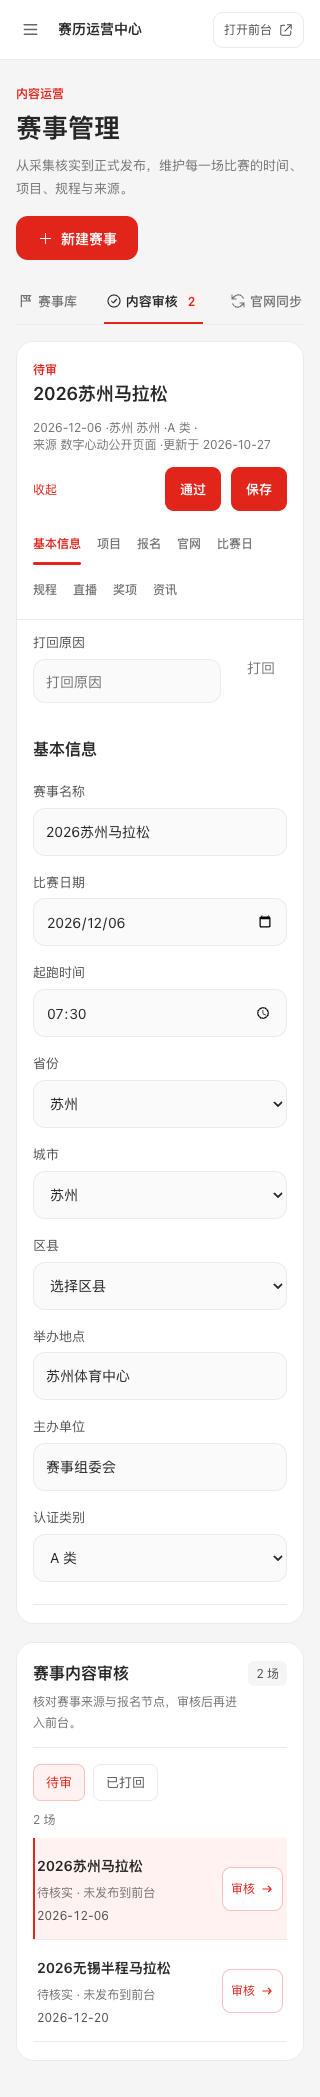 赛历运营中心
打开前台
内容运营
赛事管理
从采集核实到正式发布，维护每一场比赛的时间、
项目、规程与来源。
新建赛事
赛事库
内容审核 2
官网同步
待审
2026苏州马拉松
2026-12-06 ·苏州 苏州 ·A 类 ·
来源 数字心动公开页面 ·更新于 2026-10-27
收起
通过
保存
基本信息 项目 报名 官网 比赛日
规程 直播 奖项 资讯
打回原因
打回原因
打回
基本信息
赛事名称
2026苏州马拉松
比赛日期
2026/12/06
起跑时间
07:30
省份
苏州
城市
苏州
区县
选择区县
举办地点
苏州体育中心
主办单位
赛事组委会
认证类别
A 类
赛事内容审核
2 场
核对赛事来源与报名节点，审核后再进
入前台。
待审
已打回
2 场
2026苏州马拉松
待核实 · 未发布到前台
2026-12-06
审核 →
2026无锡半程马拉松
待核实 · 未发布到前台
2026-12-20
审核 →